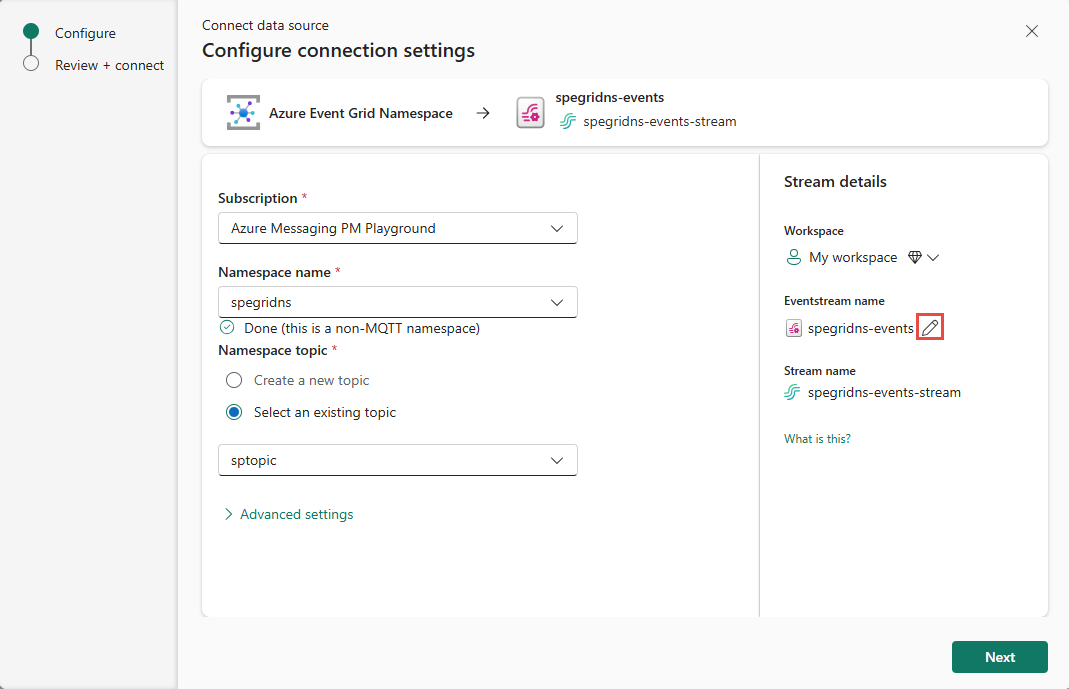 Configure
Review + connect
Connect data source
Configure connection settings
Azure Event Grid Namespace
spegridns-events
spegridns-events-stream
Subscription *
Azure Messaging PM Playground
Namespace name *
spegridns
Done (this is a non-MQTT namespace)
Namespace topic *
Create a new topic
Select an existing topic
sptopic
Advanced settings
Stream details
Workspace
My workspace
Eventstream name
spegridns-events
Stream name
spegridns-events-stream
What is this?
Next